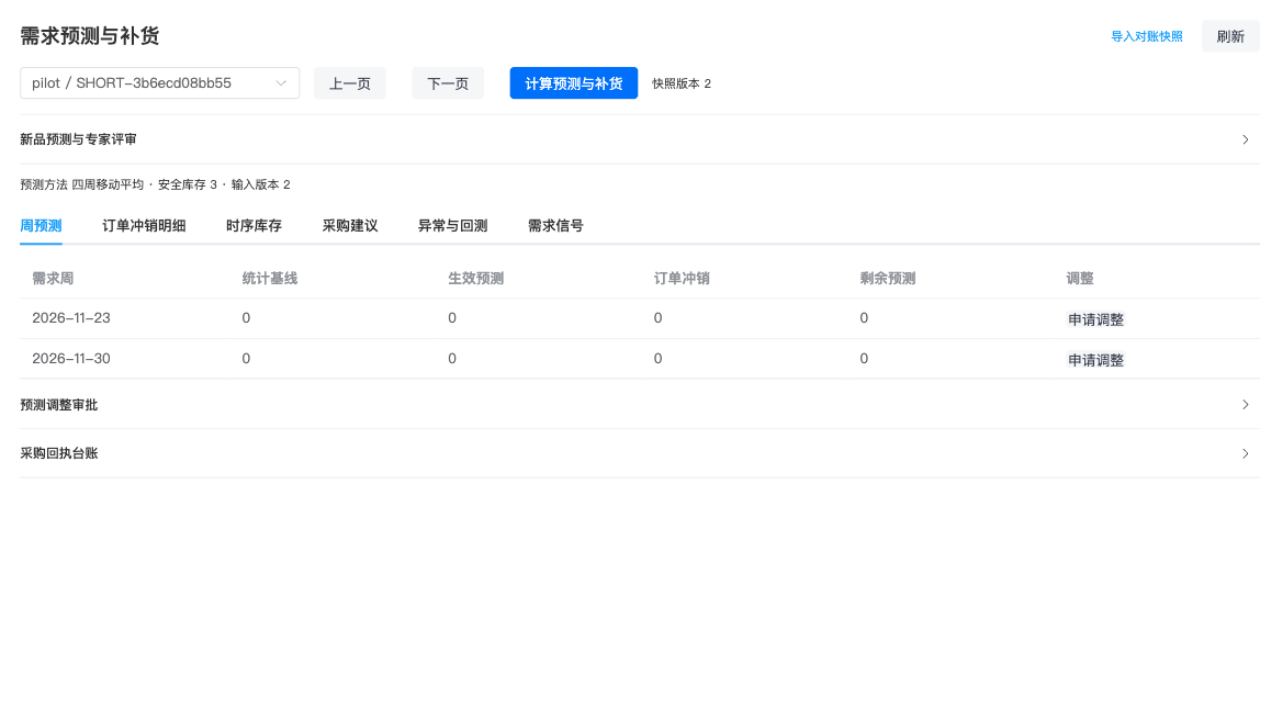 需求预测与补货 导入对账快照 刷新
pilot / SHORT-3b6ecd08bb55 上一页 下一页 计算预测与补货 快照版本 2
新品预测与专家评审
预测方法 四周移动平均 · 安全库存 3 · 输入版本 2
周预测 订单冲销明细 时序库存 采购建议 异常与回测 需求信号
需求周 统计基线 生效预测 订单冲销 剩余预测 调整
2026-11-23 0 0 0 0 申请调整
2026-11-30 0 0 0 0 申请调整
预测调整审批
采购回执台账